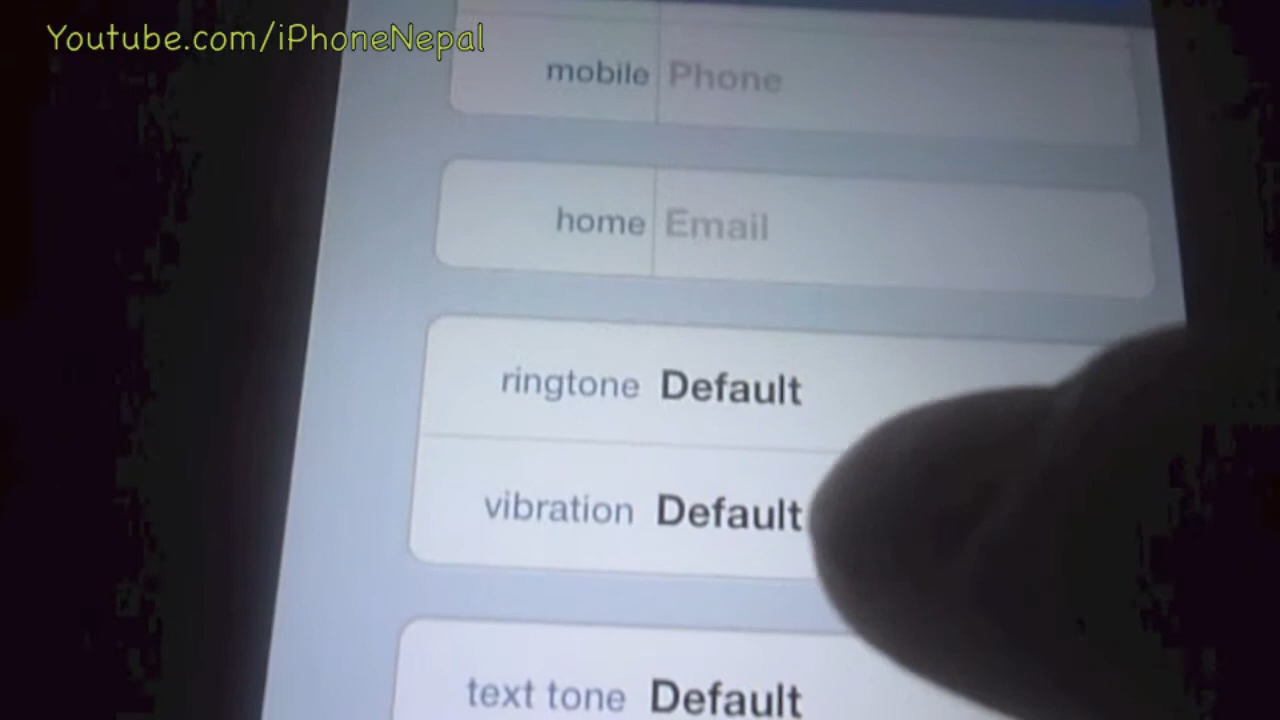 Youtube.com/iPhoneNepal
mobile Phone
home Email
ringtone Default
vibration Default
text tone Default